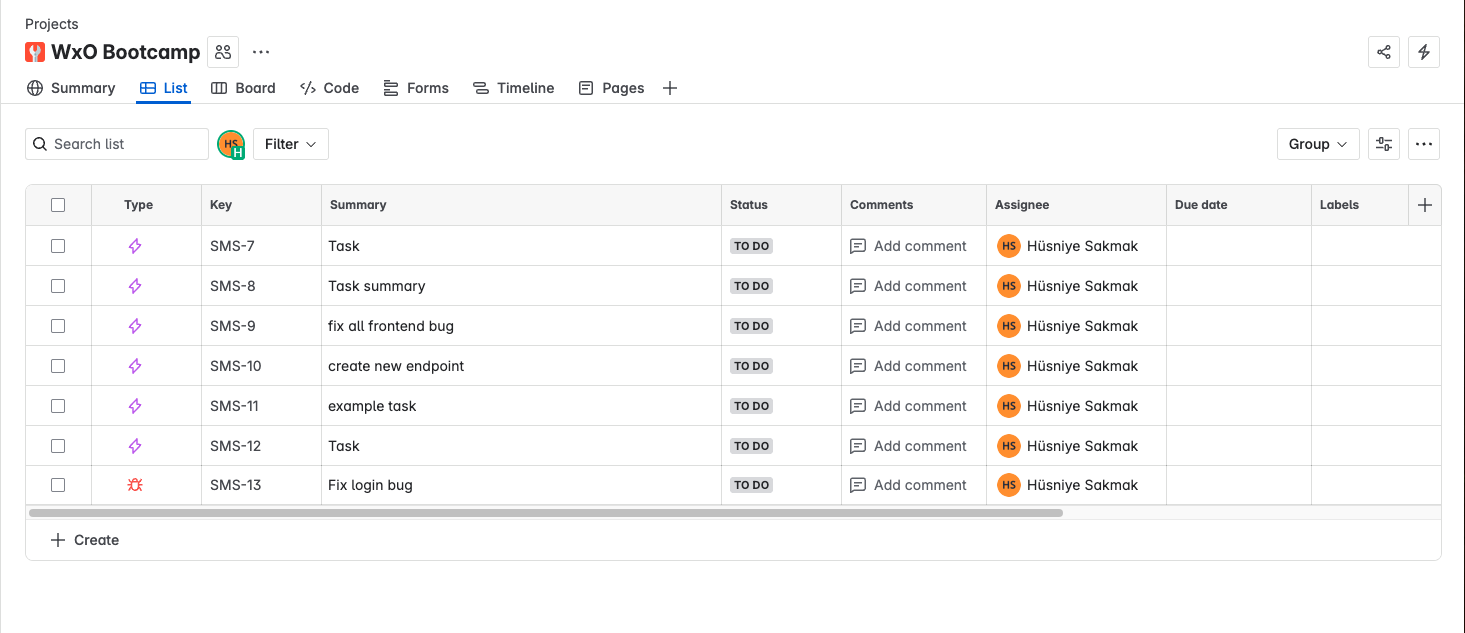 Projects
WxO Bootcamp
Summary List Board Code Forms Timeline Pages
Search list HS H Filter Group
Type Key Summary Status Comments Assignee Due date Labels
SMS-7 Task TO DO Add comment HS Hüsniye Sakmak
SMS-8 Task summary TO DO Add comment HS Hüsniye Sakmak
SMS-9 fix all frontend bug TO DO Add comment HS Hüsniye Sakmak
SMS-10 create new endpoint TO DO Add comment HS Hüsniye Sakmak
SMS-11 example task TO DO Add comment HS Hüsniye Sakmak
SMS-12 Task TO DO Add comment HS Hüsniye Sakmak
SMS-13 Fix login bug TO DO Add comment HS Hüsniye Sakmak
Create